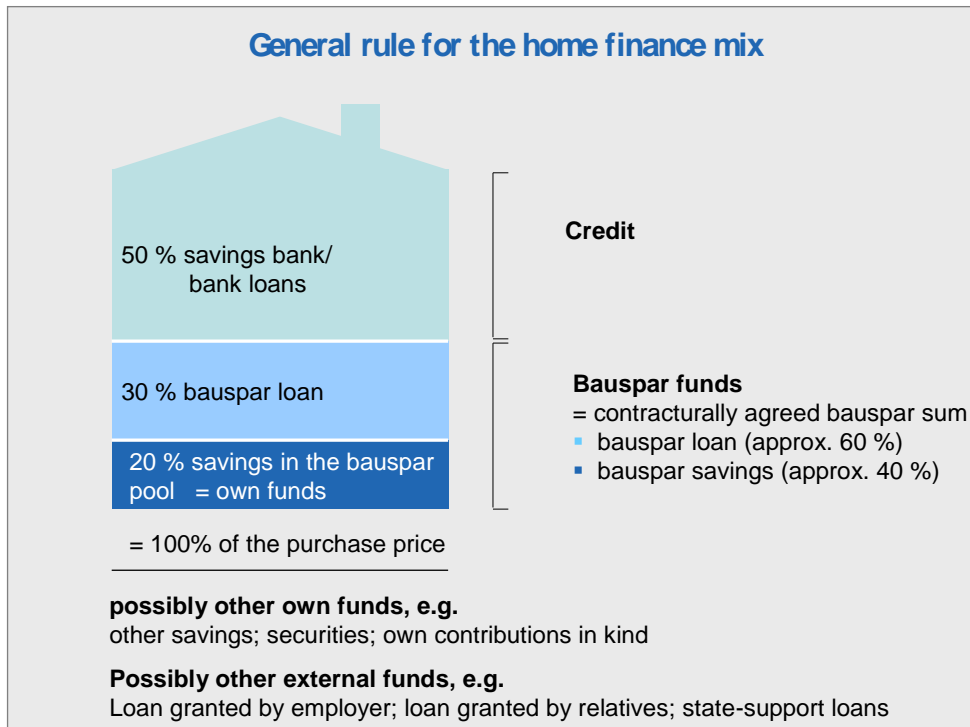 General rule for the home finance mix
50 % savings bank/
bank loans
Credit
30 % bauspar loan
Bauspar funds
= contracturally agreed bauspar sum
▪ bauspar loan (approx. 60 %)
▪ bauspar savings (approx. 40 %)
20 % savings in the bauspar
pool = own funds
= 100% of the purchase price
possibly other own funds, e.g.
other savings; securities; own contributions in kind
Possibly other external funds, e.g.
Loan granted by employer; loan granted by relatives; state-support loans